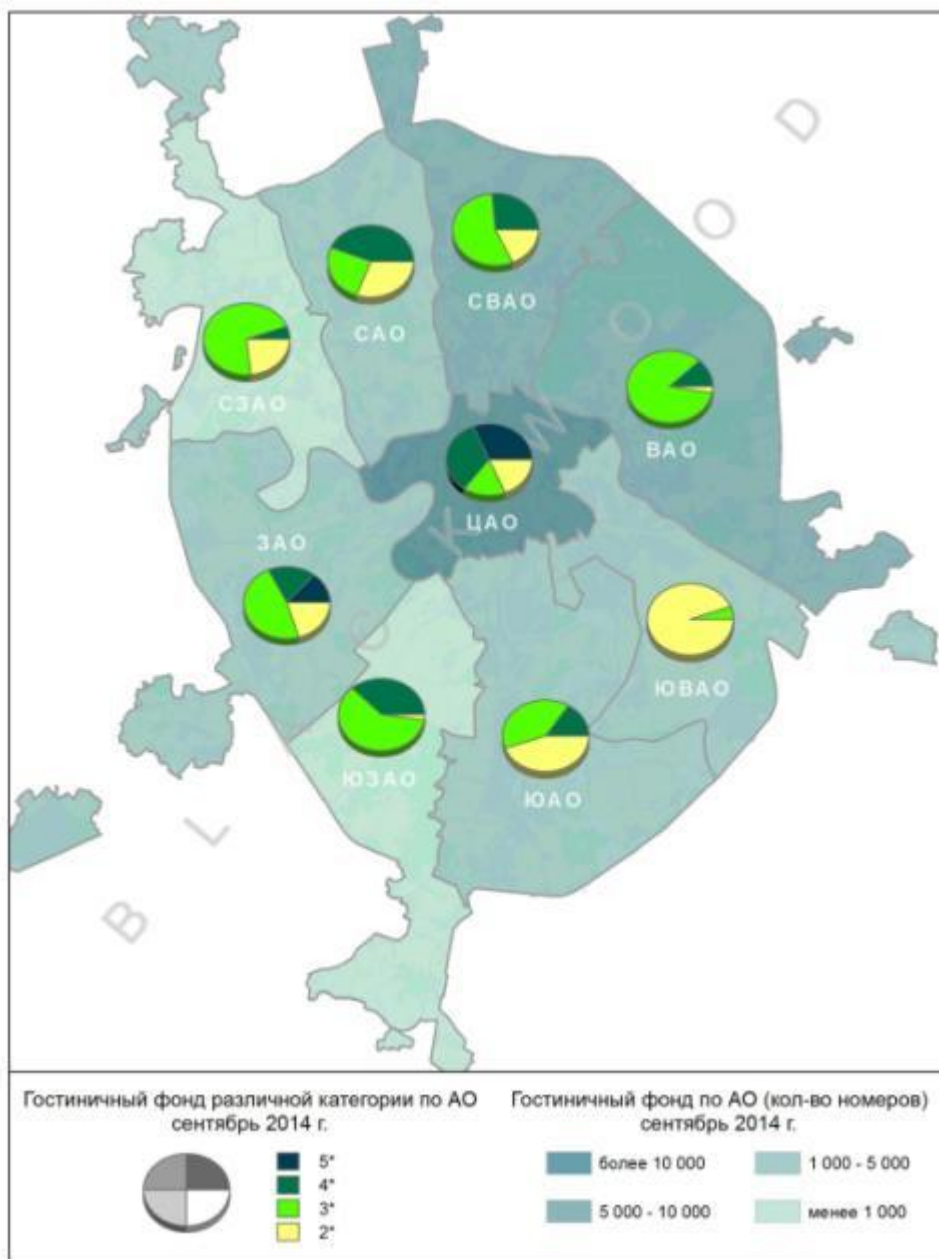 D
O
O
W
K
S
O
L
B
СВАО
САО
СЗАО
ВАО
ЦАО
ЗАО
ЮВАО
ЮЗАО
ЮАО
Гостиничный фонд различной категории по АО
сентябрь 2014 г.
5*
4*
3*
2*
Гостиничный фонд по АО (кол-во номеров)
сентябрь 2014 г.
более 10 000
5 000 - 10 000
1 000 - 5 000
менее 1 000